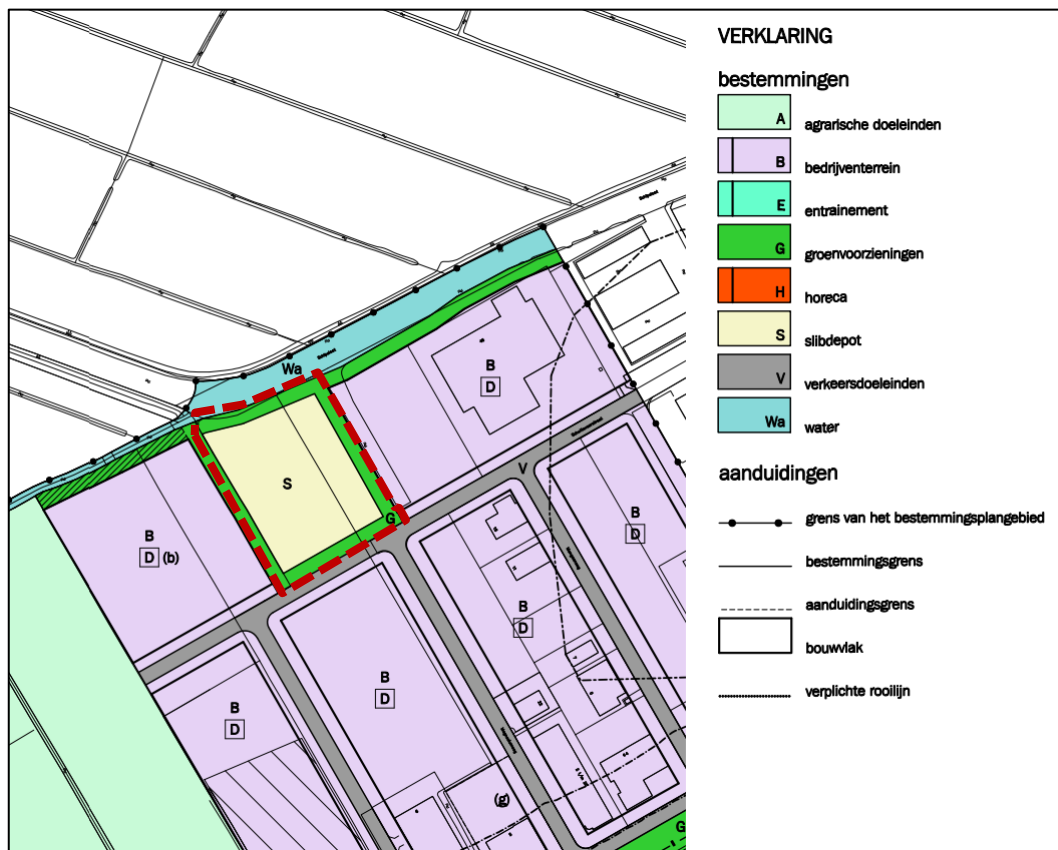 VERKLARING
bestemmingen
A agrarische doeleinden
B bedrijventerrein
E entrainement
G groenvoorzieningen
H horeca
S slibdepot
V verkeersdoeleinden
Wa water
aanduidingen
grens van het bestemmingsplangebied
bestemmingsgrens
aanduidingsgrens
bouwvlak
verplichte rooilijn
Wa
B
D
S
V
G
B
D (b)
B
D
B
D
B
D
B
D
(g)
G